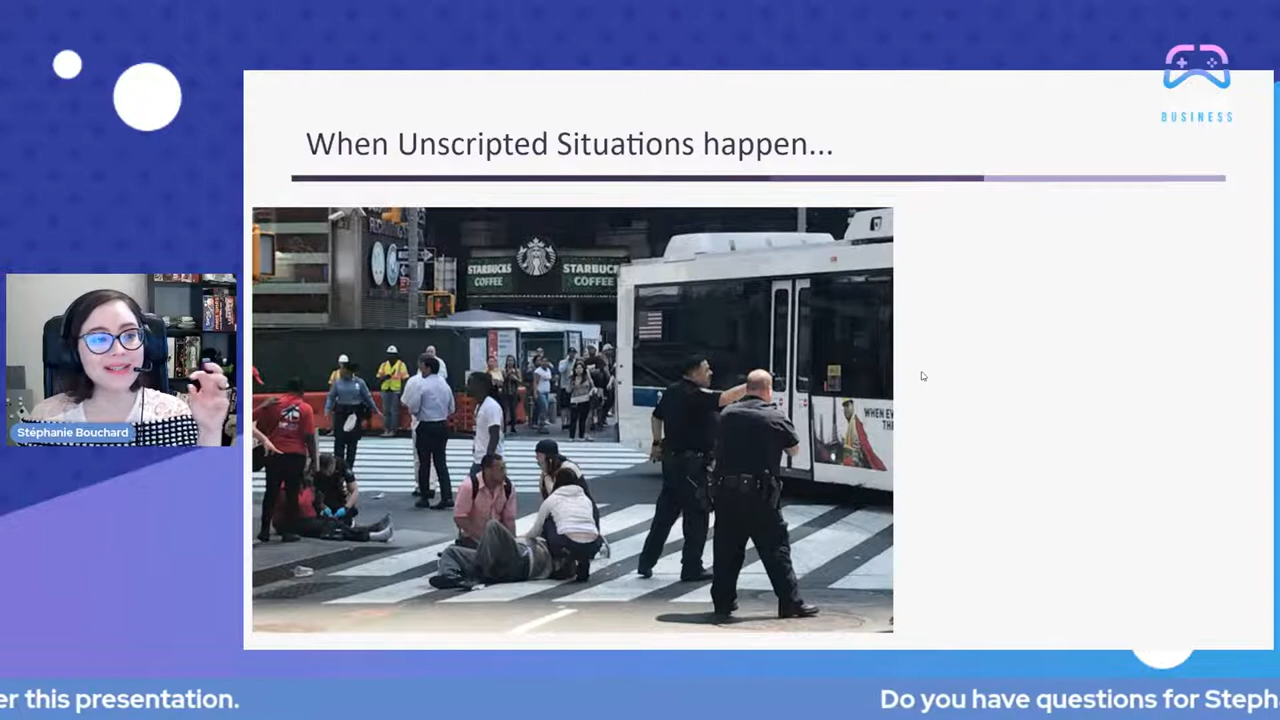 BUSINESS
When Unscripted Situations happen...
STARBUCKS
COFFEE
STARBUCKS
COFFEE
WHEN EV
Stéphanie Bouchard
er this presentation.
Do you have questions for Steph